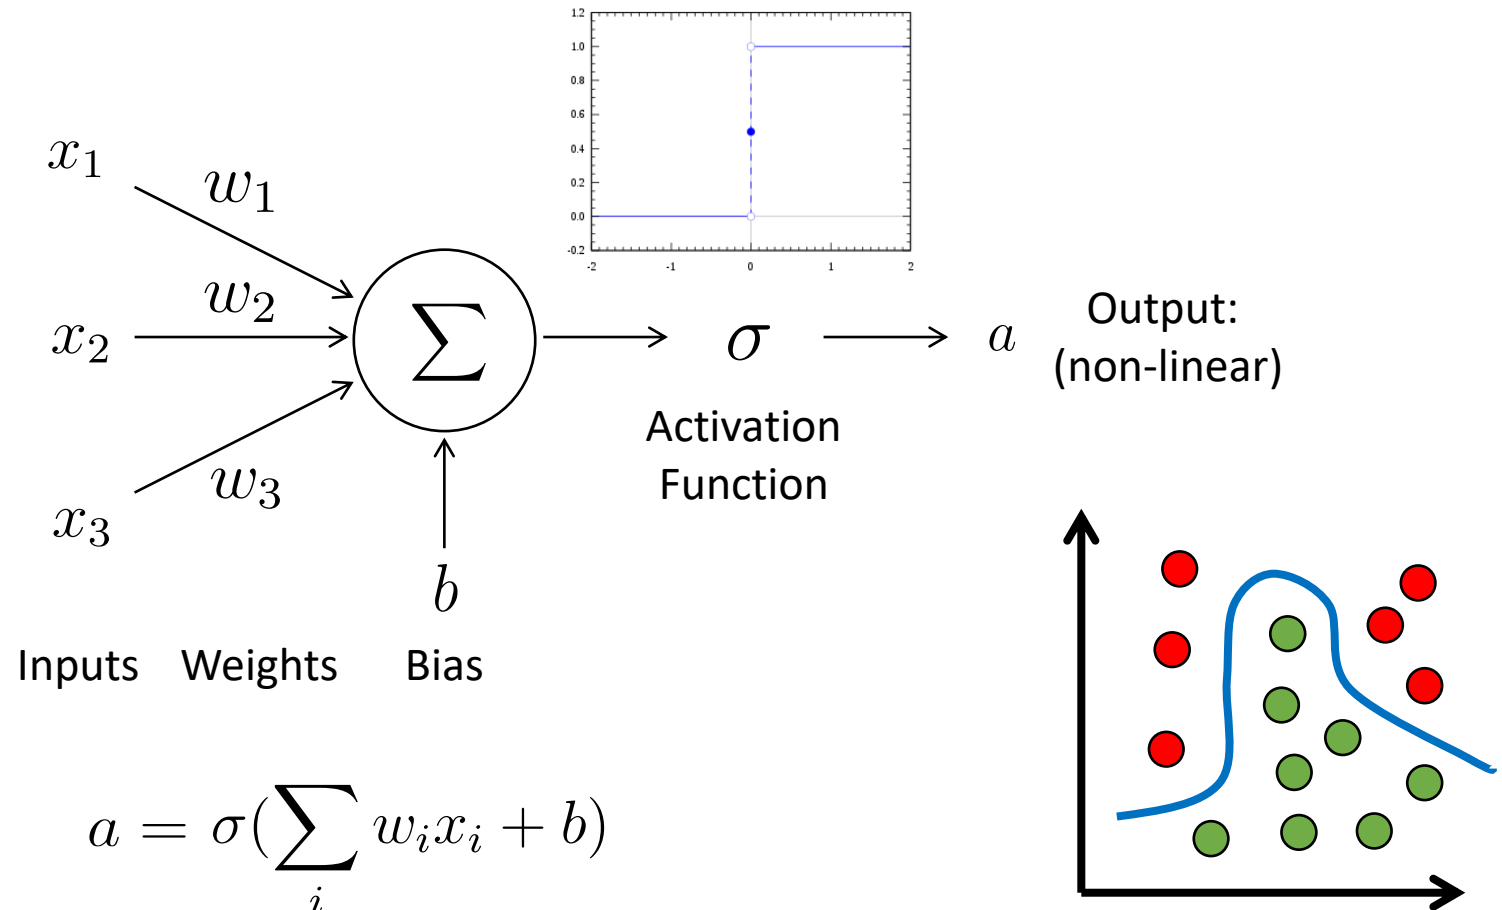 1.2
1.0
0.8
0.6
0.4
0.2
0.0
-0.2
-2 -1 0 1 2
x₁
w₁
x₂
w₂
∑
σ
a
Output:
(non-linear)
Activation
Function
x₃
w₃
b
Inputs Weights Bias
a = σ(∑ᵢ wᵢxᵢ + b)